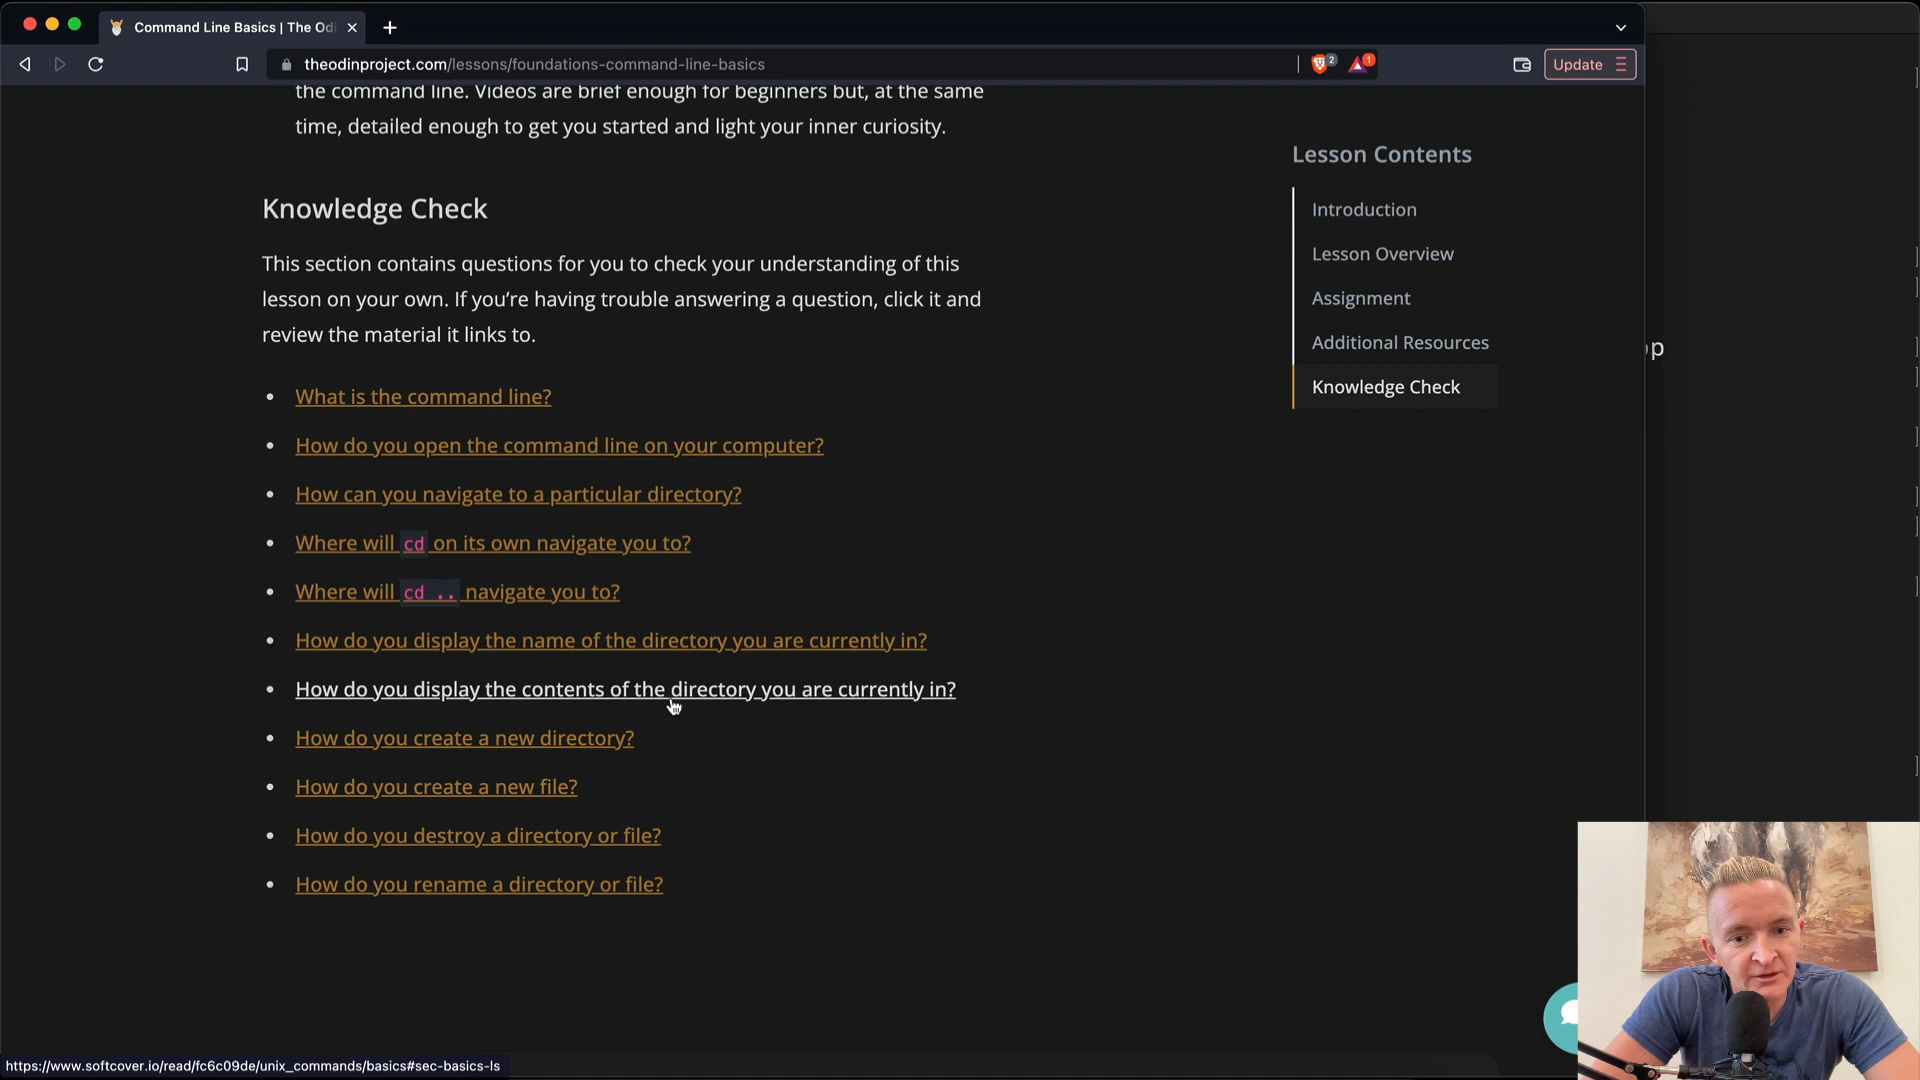 Command Line Basics | The Odi
theodinproject.com/lessons/foundations-command-line-basics
2
1
Update
the command line. Videos are brief enough for beginners but, at the same
time, detailed enough to get you started and light your inner curiosity.
Knowledge Check
This section contains questions for you to check your understanding of this
lesson on your own. If you’re having trouble answering a question, click it and
review the material it links to.
What is the command line?
How do you open the command line on your computer?
How can you navigate to a particular directory?
Where will cd on its own navigate you to?
Where will cd .. navigate you to?
How do you display the name of the directory you are currently in?
How do you display the contents of the directory you are currently in?
How do you create a new directory?
How do you create a new file?
How do you destroy a directory or file?
How do you rename a directory or file?
Lesson Contents
Introduction
Lesson Overview
Assignment
Additional Resources
Knowledge Check
https://www.softcover.io/read/fc6c09de/unix_commands/basics#sec-basics-ls